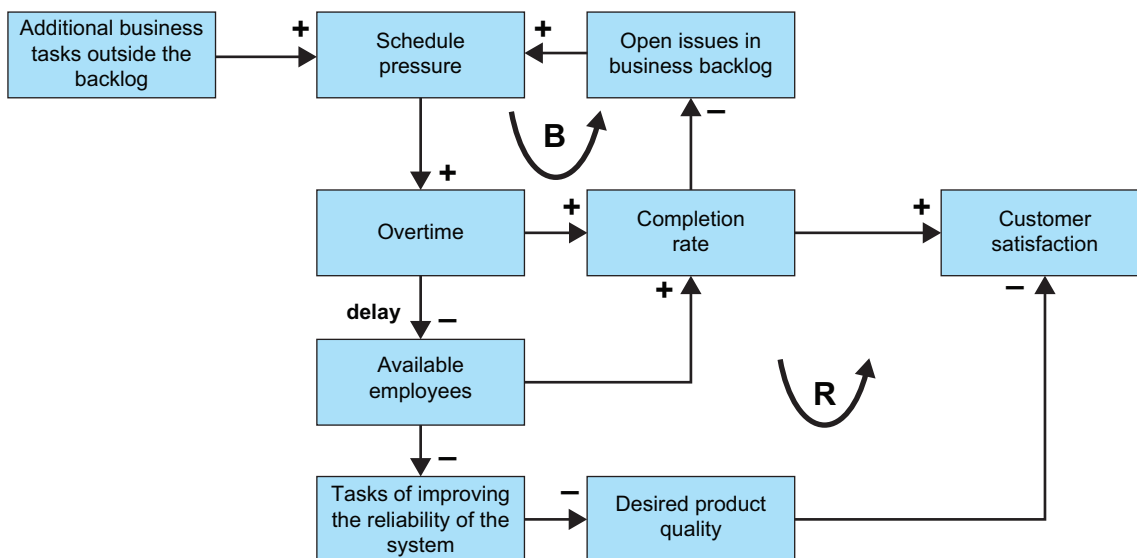 Additional business
tasks outside the
backlog
+
Schedule
pressure
+
Open issues in
business backlog
B
–
+
Overtime
+
Completion
rate
+
Customer
satisfaction
delay
–
+
–
Available
employees
R
–
Tasks of improving
the reliability of the
system
–
Desired product
quality